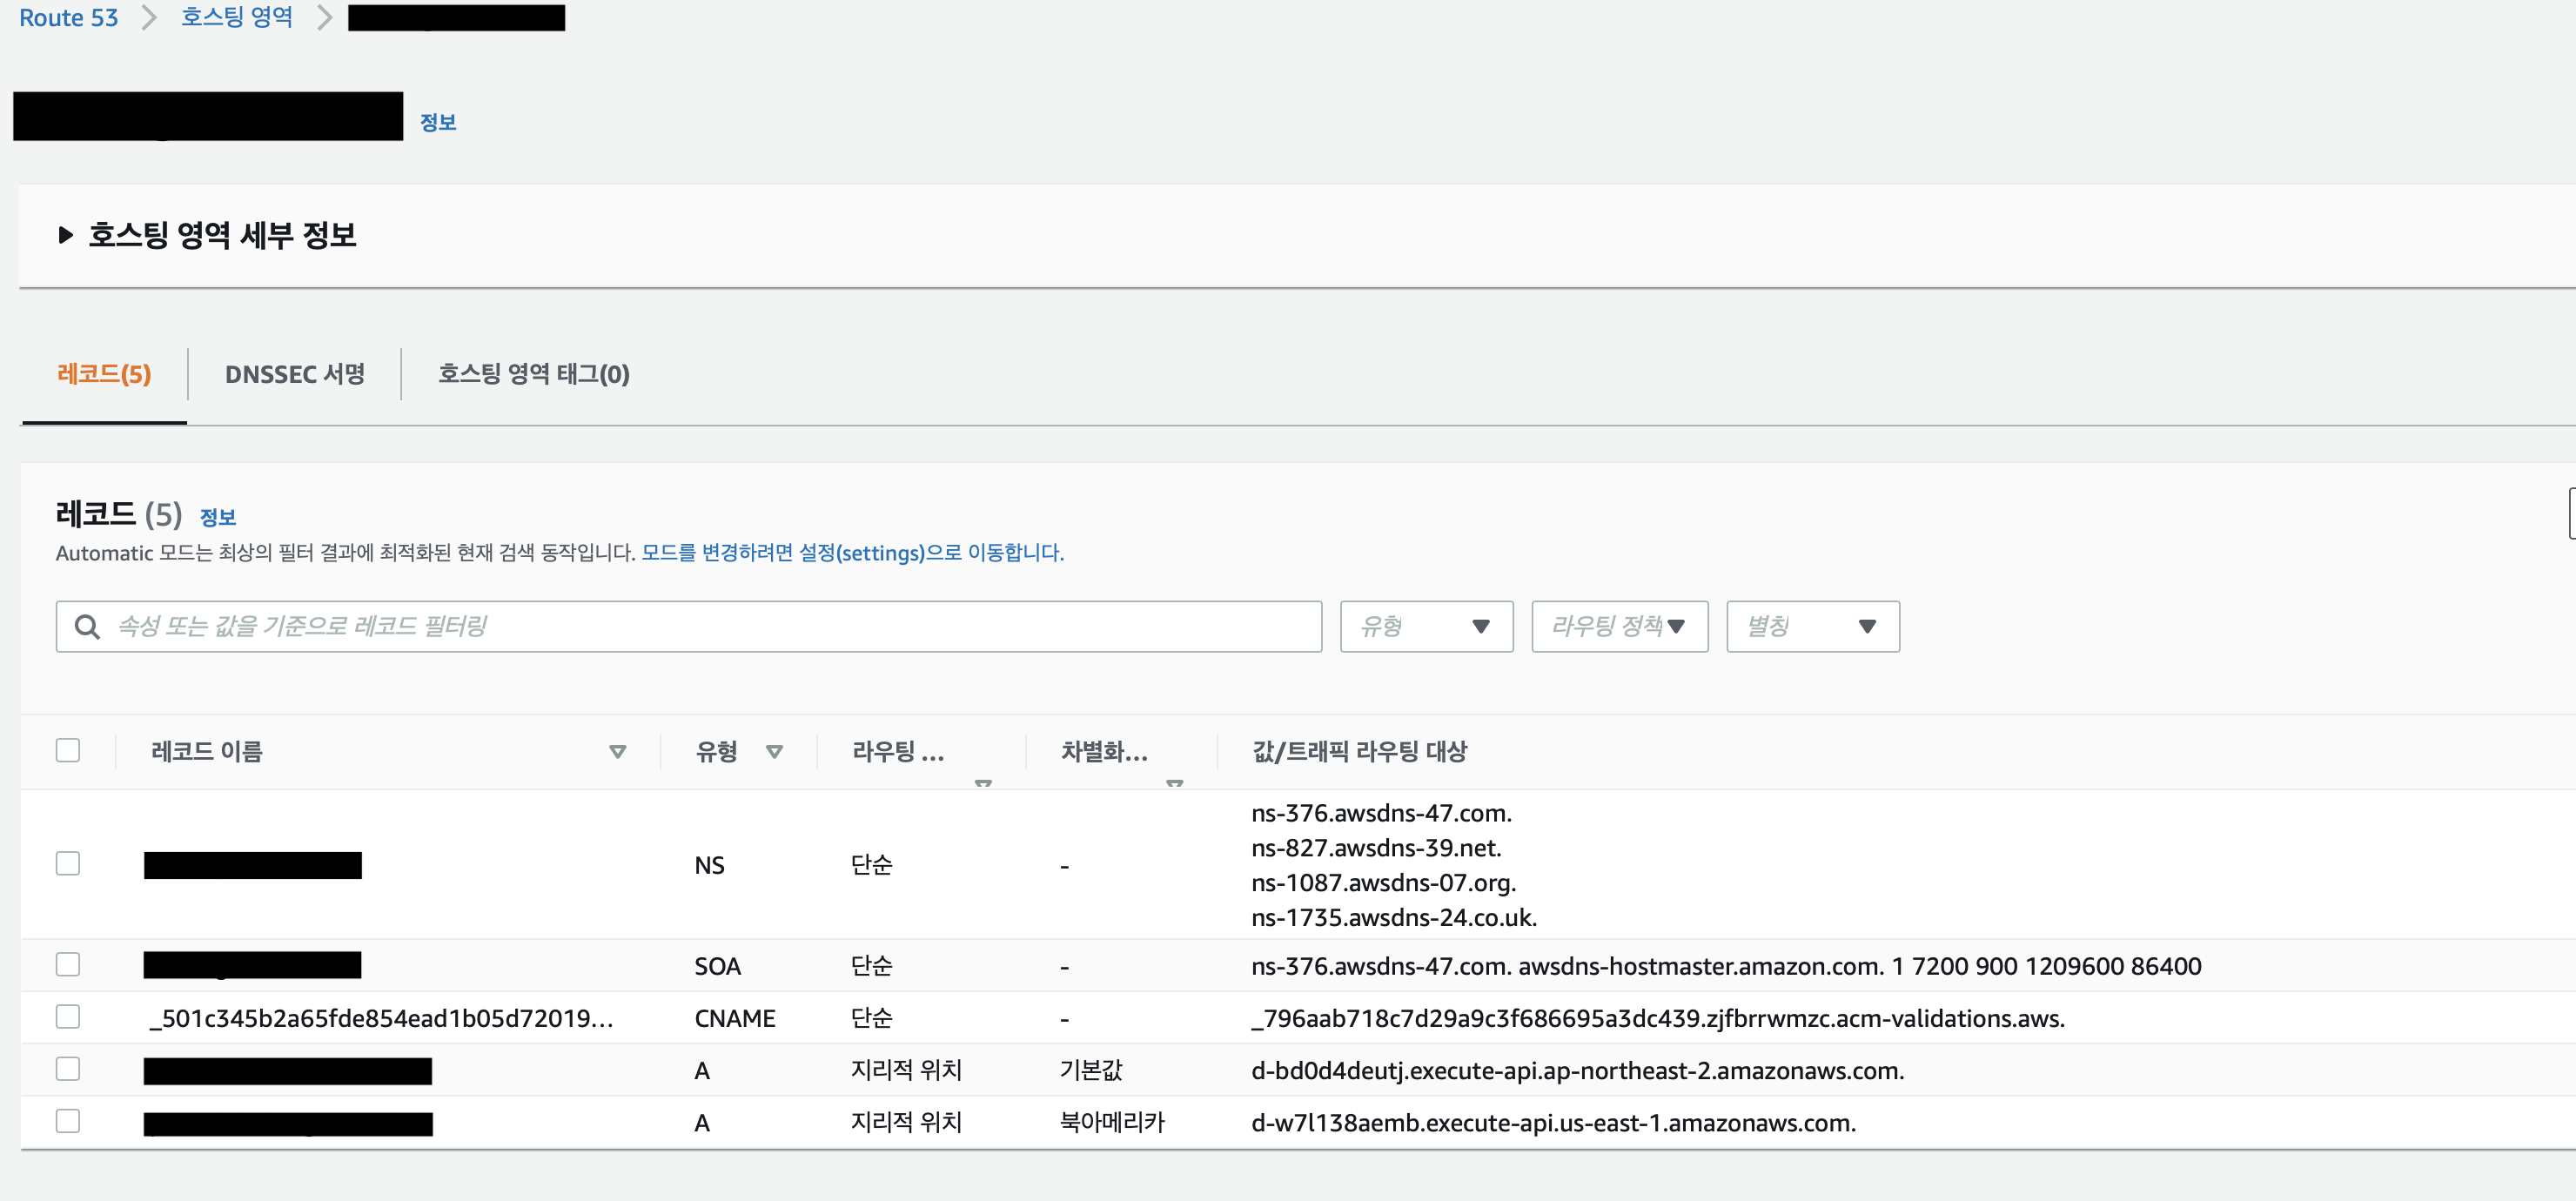 Route 53 > 호스팅 영역 >
정보
호스팅 영역 세부 정보
레코드(5) DNSSEC 서명 호스팅 영역 태그(0)
레코드 (5) 정보
Automatic 모드는 최상의 필터 결과에 최적화된 현재 검색 동작입니다. 모드를 변경하려면 설정(settings)으로 이동합니다.
속성 또는 값을 기준으로 레코드 필터링 유형 라우팅 정책 별칭
레코드 이름 유형 라우팅 ... 차별화... 값/트래픽 라우팅 대상
NS 단순 - ns-376.awsdns-47.com.
ns-827.awsdns-39.net.
ns-1087.awsdns-07.org.
ns-1735.awsdns-24.co.uk.
SOA 단순 - ns-376.awsdns-47.com. awsdns-hostmaster.amazon.com. 1 7200 900 1209600 86400
_501c345b2a65fde854ead1b05d72019... CNAME 단순 - _796aab718c7d29a9c3f686695a3dc439.zjfbrrwmzc.acm-validations.aws.
A 지리적 위치 기본값 d-bd0d4deutj.execute-api.ap-northeast-2.amazonaws.com.
A 지리적 위치 북아메리카 d-w7l138aemb.execute-api.us-east-1.amazonaws.com.